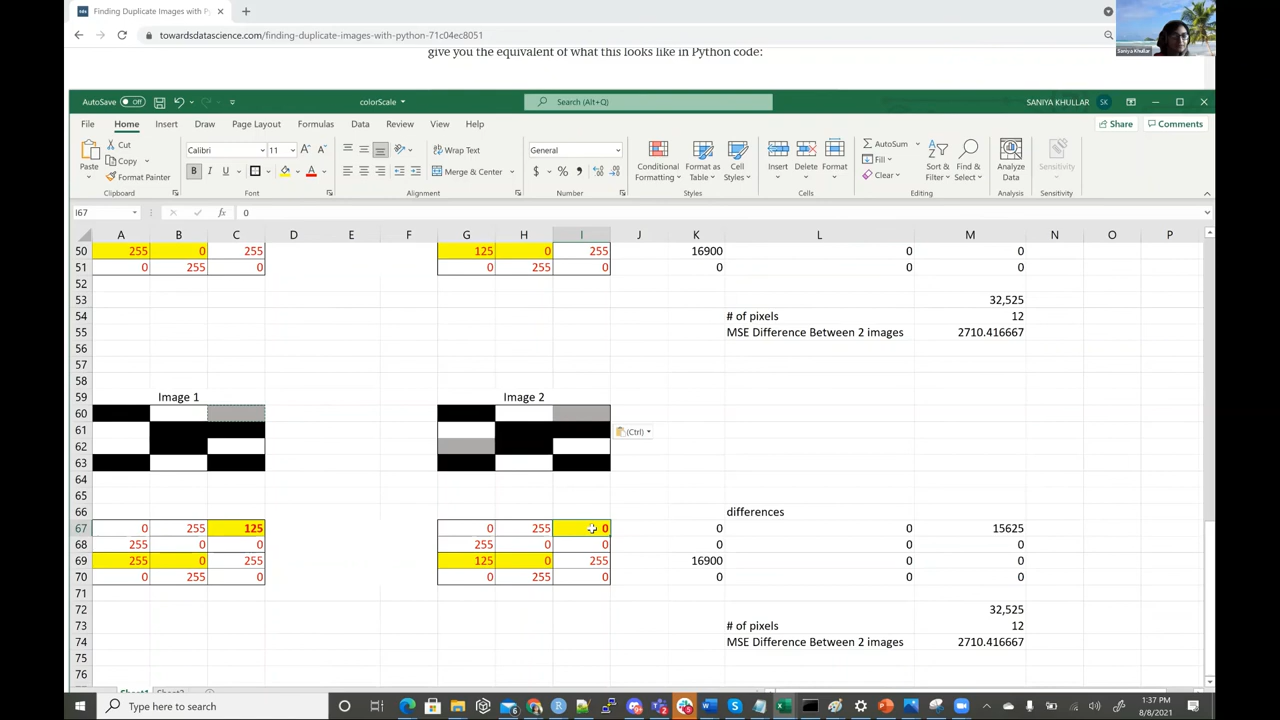 Finding Duplicate Images with P
towardsdatascience.com/finding-duplicate-images-with-python-71c04ec8051
give you the equivalent of what this looks like in Python code:
Saniya Khullar
AutoSave Off colorScale Search (Alt+Q) SANIYA KHULLAR SK
File Home Insert Draw Page Layout Formulas Data Review View Help Share Comments
Paste Cut Copy Format Painter Calibri 11 B I U Wrap Text Merge & Center General $ % Conditional Formatting Format as Table Cell Styles Insert Delete Format AutoSum Fill Clear Sort & Filter Find & Select Analyze Data Sensitivity
Clipboard Font Alignment Number Styles Cells Editing Analysis Sensitivity
I67 fx 0
A B C D E F G H I J K L M N O P
50 255 0 255 125 0 255 16900 0 0
51 0 255 0 0 255 0 0 0 0
52
53 32,525
54 # of pixels 12
55 MSE Difference Between 2 images 2710.416667
56
57
58
59 Image 1 Image 2
60
61 (Ctrl)
62
63
64
65
66 differences
67 0 255 125 0 255 0 0 0 15625
68 255 0 0 255 0 0 0 0 0
69 255 0 255 125 0 255 16900 0 0
70 0 255 0 0 255 0 0 0 0
71
72 32,525
73 # of pixels 12
74 MSE Difference Between 2 images 2710.416667
75
76
Sheet1 Sheet2
Type here to search 1:37 PM
8/8/2021